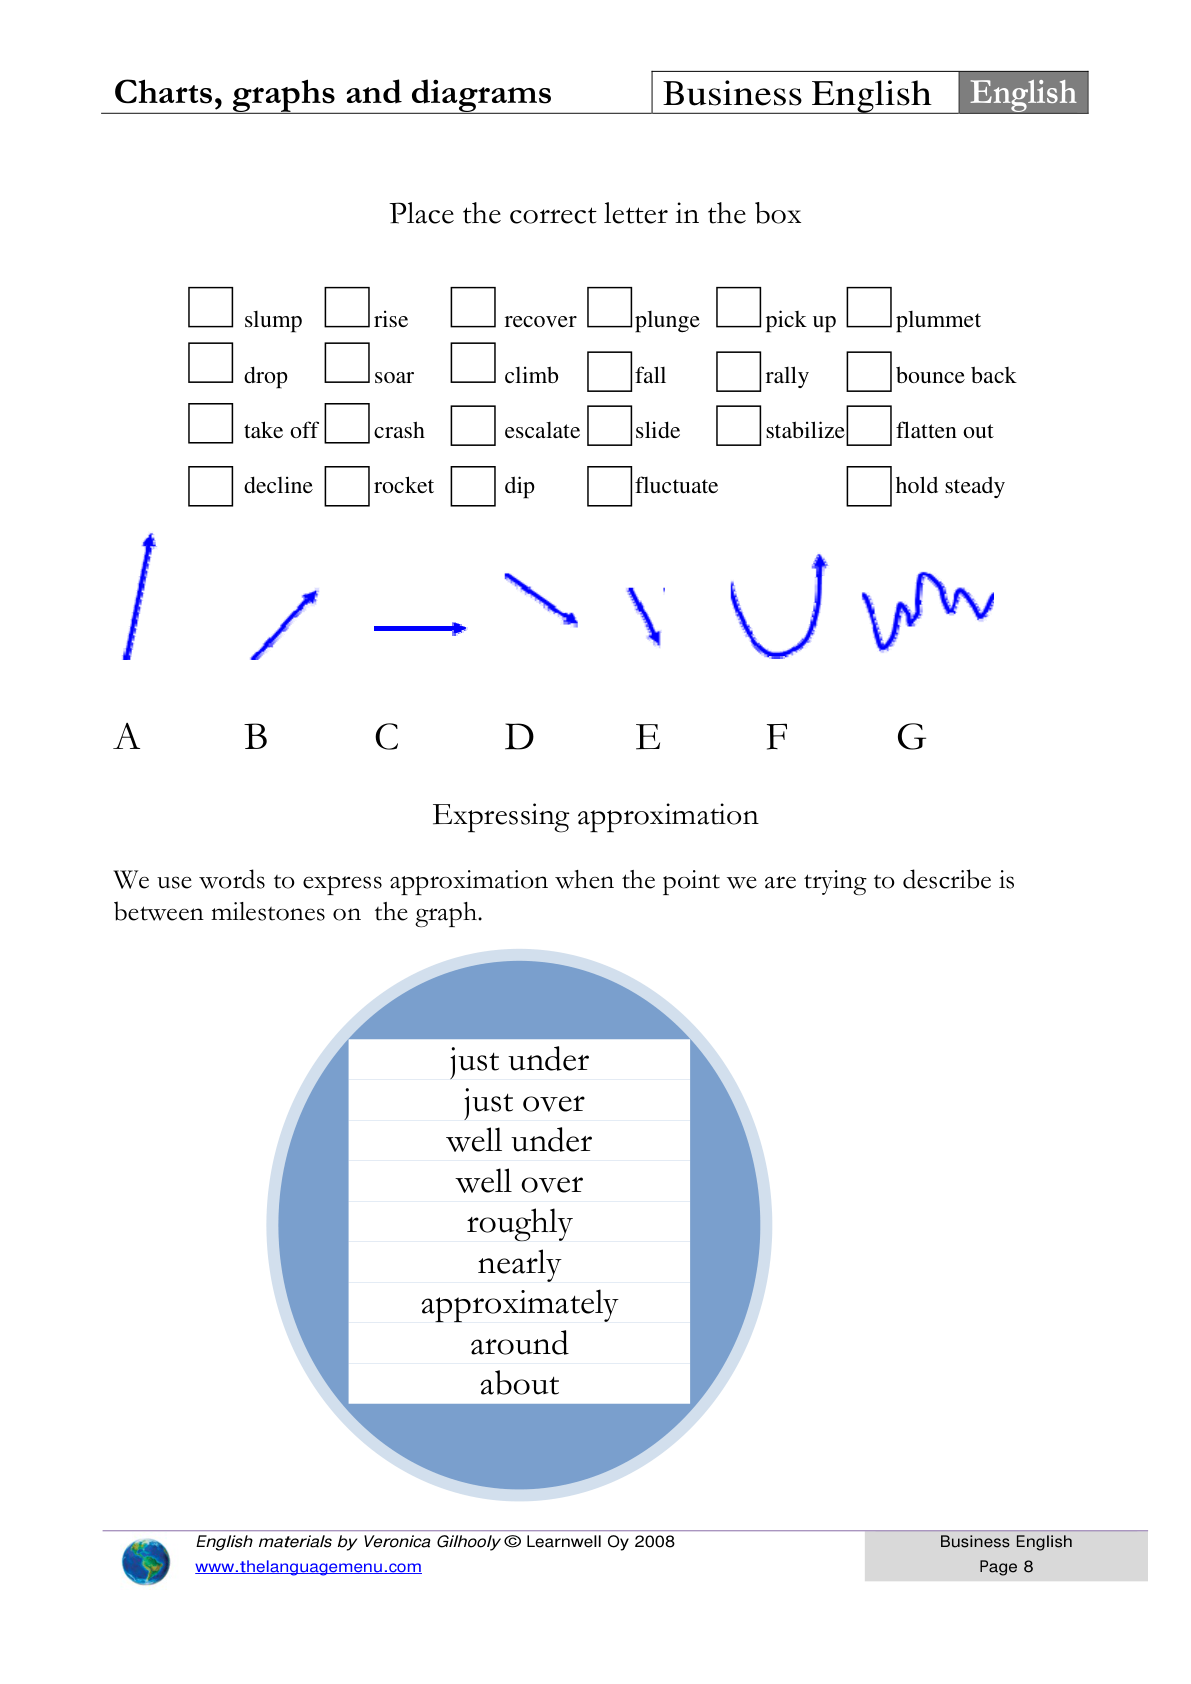 Charts, graphs and diagrams Business English English
Place the correct letter in the box
slump rise recover plunge pick up plummet
drop soar climb fall rally bounce back
take off crash escalate slide stabilize flatten out
decline rocket dip fluctuate hold steady
A B C D E F G
Expressing approximation
We use words to express approximation when the point we are trying to describe is
between milestones on the graph.
just under
just over
well under
well over
roughly
nearly
approximately
around
about
English materials by Veronica Gilhooly © Learnwell Oy 2008 Business English
www.thelanguagemenu.com Page 8